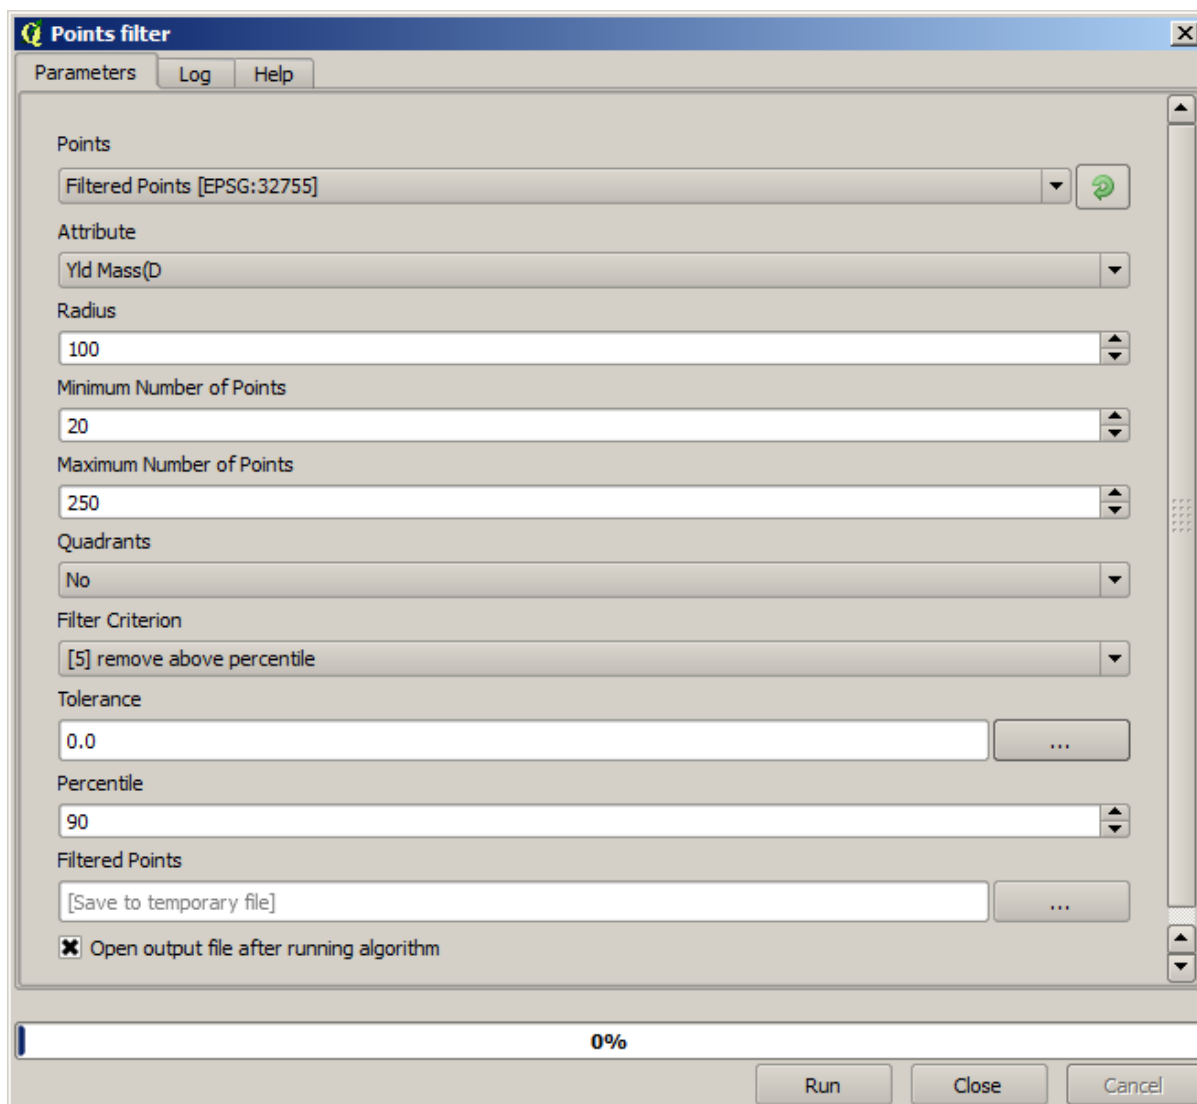 Points filter
Parameters Log Help
Points
Filtered Points [EPSG:32755]
Attribute
Yld Mass(D
Radius
100
Minimum Number of Points
20
Maximum Number of Points
250
Quadrants
No
Filter Criterion
[5] remove above percentile
Tolerance
0.0 ...
Percentile
90
Filtered Points
[Save to temporary file] ...
Open output file after running algorithm
0%
Run Close Cancel